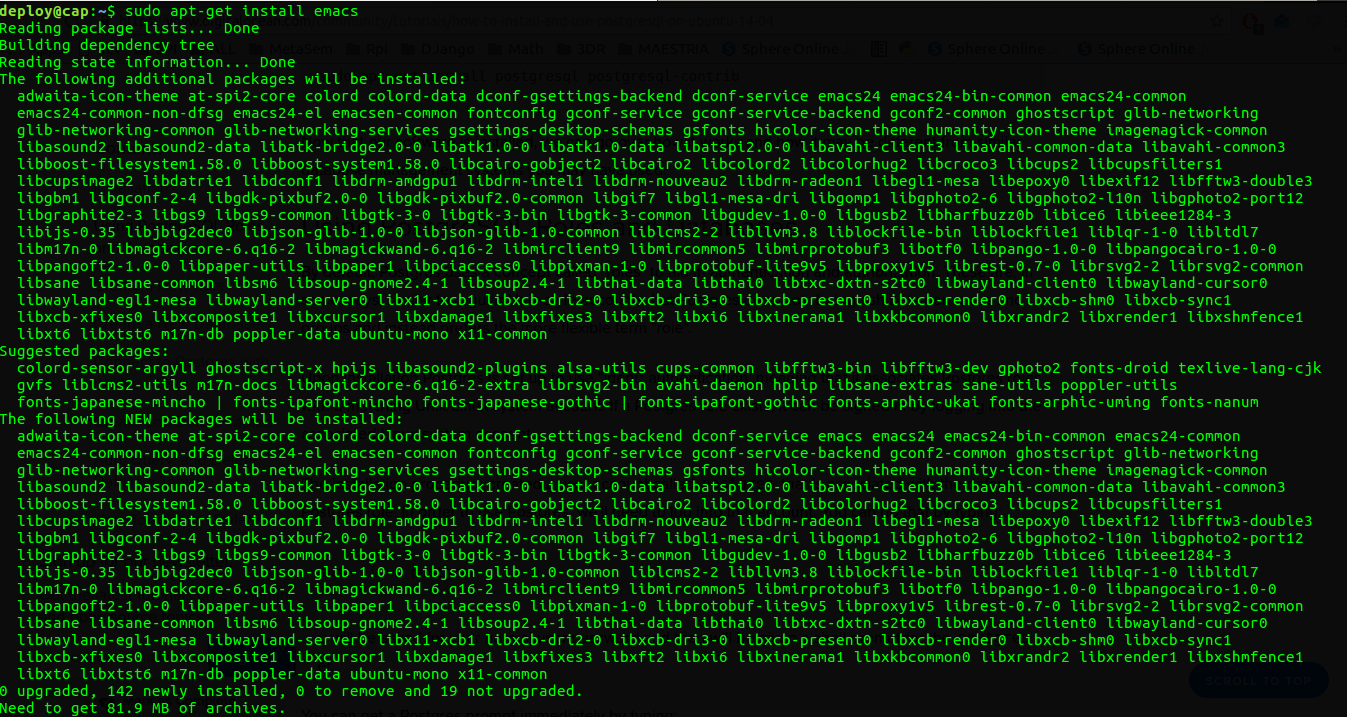 deploy@cap:~$ sudo apt-get install emacs
Reading package lists... Done
Building dependency tree
Reading state information... Done
The following additional packages will be installed:
  adwaita-icon-theme at-spi2-core colord colord-data dconf-gsettings-backend dconf-service emacs24 emacs24-bin-common emacs24-common
  emacs24-common-non-dfsg emacs24-el emacsen-common fontconfig gconf-service gconf-service-backend gconf2-common ghostscript glib-networking
  glib-networking-common glib-networking-services gsettings-desktop-schemas gsfonts hicolor-icon-theme humanity-icon-theme imagemagick-common
  libasound2 libasound2-data libatk-bridge2.0-0 libatk1.0-0 libatk1.0-data libatspi2.0-0 libavahi-client3 libavahi-common-data libavahi-common3
  libboost-filesystem1.58.0 libboost-system1.58.0 libcairo-gobject2 libcairo2 libcolord2 libcolorhug2 libcroco3 libcups2 libcupsfilters1
  libcupsimage2 libdatrie1 libdconf1 libdrm-amdgpu1 libdrm-intel1 libdrm-nouveau2 libdrm-radeon1 libegl1-mesa libepoxy0 libexif12 libfftw3-double3
  libgbm1 libgconf-2-4 libgdk-pixbuf2.0-0 libgdk-pixbuf2.0-common libgif7 libgl1-mesa-dri libgomp1 libgphoto2-6 libgphoto2-l10n libgphoto2-port12
  libgraphite2-3 libgs9 libgs9-common libgtk-3-0 libgtk-3-bin libgtk-3-common libgudev-1.0-0 libgusb2 libharfbuzz0b libice6 libieee1284-3
  libijs-0.35 libjbig2dec0 libjson-glib-1.0-0 libjson-glib-1.0-common liblcms2-2 libllvm3.8 liblockfile-bin liblockfile1 liblqr-1-0 libltdl7
  libm17n-0 libmagickcore-6.q16-2 libmagickwand-6.q16-2 libmirclient9 libmircommon5 libmirprotobuf3 libotf0 libpango-1.0-0 libpangocairo-1.0-0
  libpangoft2-1.0-0 libpaper-utils libpaper1 libpciaccess0 libpixman-1-0 libprotobuf-lite9v5 libproxy1v5 librest-0.7-0 librsvg2-2 librsvg2-common
  libsane libsane-common libsm6 libsoup-gnome2.4-1 libsoup2.4-1 libthai-data libthai0 libtxc-dxtn-s2tc0 libwayland-client0 libwayland-cursor0
  libwayland-egl1-mesa libwayland-server0 libx11-xcb1 libxcb-dri2-0 libxcb-dri3-0 libxcb-present0 libxcb-render0 libxcb-shm0 libxcb-sync1
  libxcb-xfixes0 libxcomposite1 libxcursor1 libxdamage1 libxfixes3 libxft2 libxi6 libxinerama1 libxkbcommon0 libxrandr2 libxrender1 libxshmfence1
  libxt6 libxtst6 m17n-db poppler-data ubuntu-mono x11-common
Suggested packages:
  colord-sensor-argyll ghostscript-x hpijs libasound2-plugins alsa-utils cups-common libfftw3-bin libfftw3-dev gphoto2 fonts-droid texlive-lang-cjk
  gvfs liblcms2-utils m17n-docs libmagickcore-6.q16-2-extra librsvg2-bin avahi-daemon hplip libsane-extras sane-utils poppler-utils
  fonts-japanese-mincho | fonts-ipafont-mincho fonts-japanese-gothic | fonts-ipafont-gothic fonts-arphic-ukai fonts-arphic-uming fonts-nanum
The following NEW packages will be installed:
  adwaita-icon-theme at-spi2-core colord colord-data dconf-gsettings-backend dconf-service emacs emacs24 emacs24-bin-common emacs24-common
  emacs24-common-non-dfsg emacs24-el emacsen-common fontconfig gconf-service gconf-service-backend gconf2-common ghostscript glib-networking
  glib-networking-common glib-networking-services gsettings-desktop-schemas gsfonts hicolor-icon-theme humanity-icon-theme imagemagick-common
  libasound2 libasound2-data libatk-bridge2.0-0 libatk1.0-0 libatk1.0-data libatspi2.0-0 libavahi-client3 libavahi-common-data libavahi-common3
  libboost-filesystem1.58.0 libboost-system1.58.0 libcairo-gobject2 libcairo2 libcolord2 libcolorhug2 libcroco3 libcups2 libcupsfilters1
  libcupsimage2 libdatrie1 libdconf1 libdrm-amdgpu1 libdrm-intel1 libdrm-nouveau2 libdrm-radeon1 libegl1-mesa libepoxy0 libexif12 libfftw3-double3
  libgbm1 libgconf-2-4 libgdk-pixbuf2.0-0 libgdk-pixbuf2.0-common libgif7 libgl1-mesa-dri libgomp1 libgphoto2-6 libgphoto2-l10n libgphoto2-port12
  libgraphite2-3 libgs9 libgs9-common libgtk-3-0 libgtk-3-bin libgtk-3-common libgudev-1.0-0 libgusb2 libharfbuzz0b libice6 libieee1284-3
  libijs-0.35 libjbig2dec0 libjson-glib-1.0-0 libjson-glib-1.0-common liblcms2-2 libllvm3.8 liblockfile-bin liblockfile1 liblqr-1-0 libltdl7
  libm17n-0 libmagickcore-6.q16-2 libmagickwand-6.q16-2 libmirclient9 libmircommon5 libmirprotobuf3 libotf0 libpango-1.0-0 libpangocairo-1.0-0
  libpangoft2-1.0-0 libpaper-utils libpaper1 libpciaccess0 libpixman-1-0 libprotobuf-lite9v5 libproxy1v5 librest-0.7-0 librsvg2-2 librsvg2-common
  libsane libsane-common libsm6 libsoup-gnome2.4-1 libsoup2.4-1 libthai-data libthai0 libtxc-dxtn-s2tc0 libwayland-client0 libwayland-cursor0
  libwayland-egl1-mesa libwayland-server0 libx11-xcb1 libxcb-dri2-0 libxcb-dri3-0 libxcb-present0 libxcb-render0 libxcb-shm0 libxcb-sync1
  libxcb-xfixes0 libxcomposite1 libxcursor1 libxdamage1 libxfixes3 libxft2 libxi6 libxinerama1 libxkbcommon0 libxrandr2 libxrender1 libxshmfence1
  libxt6 libxtst6 m17n-db poppler-data ubuntu-mono x11-common
SCROLL TO TOP
0 upgraded, 142 newly installed, 0 to remove and 19 not upgraded.
Need to get 81.9 MB of archives.